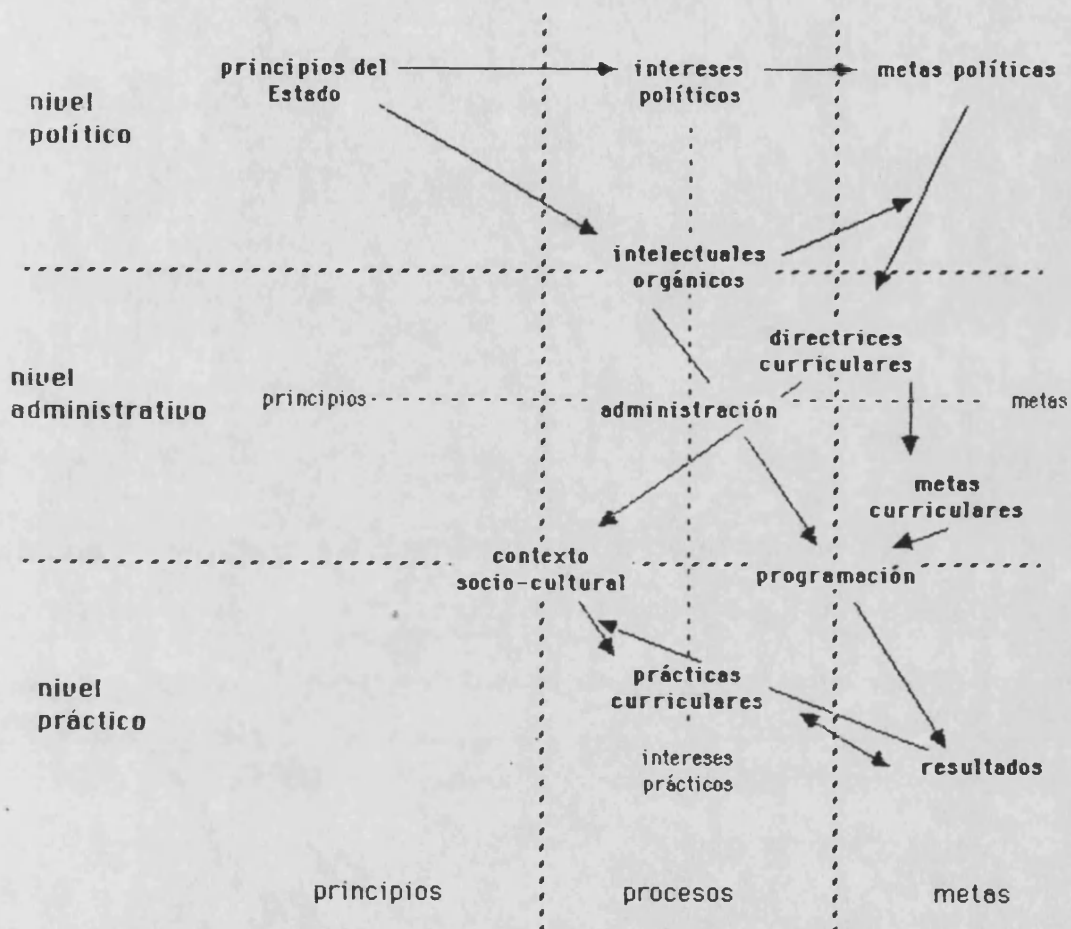 principios del
Estado
intereses
políticos
metas políticas
nivel
político
intelectuales
orgánicos
directrices
curriculares
nivel
administrativo
principios
administración
metas
metas
curriculares
contexto
socio-cultural
programación
nivel
práctico
prácticas
curriculares
intereses
prácticos
resultados
principios
procesos
metas